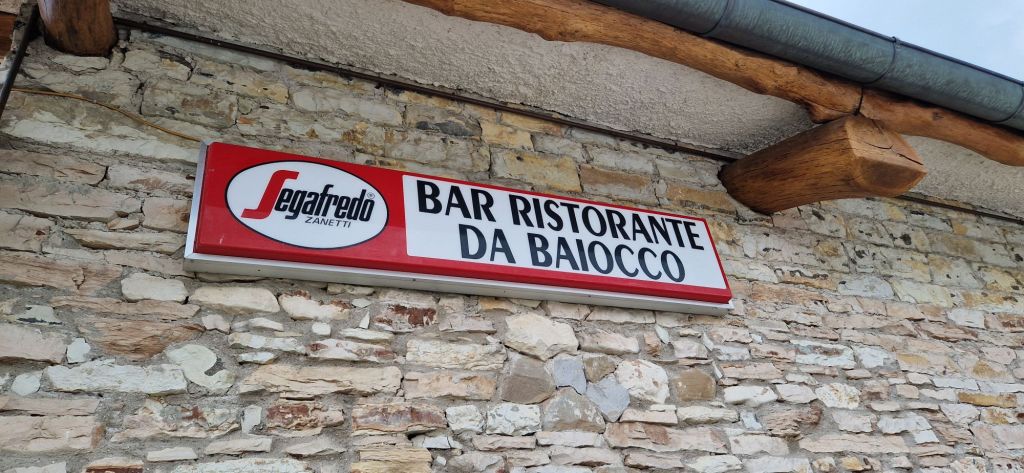 Segafredo®
ZANETTI
BAR RISTORANTE
DA BAIOCCO